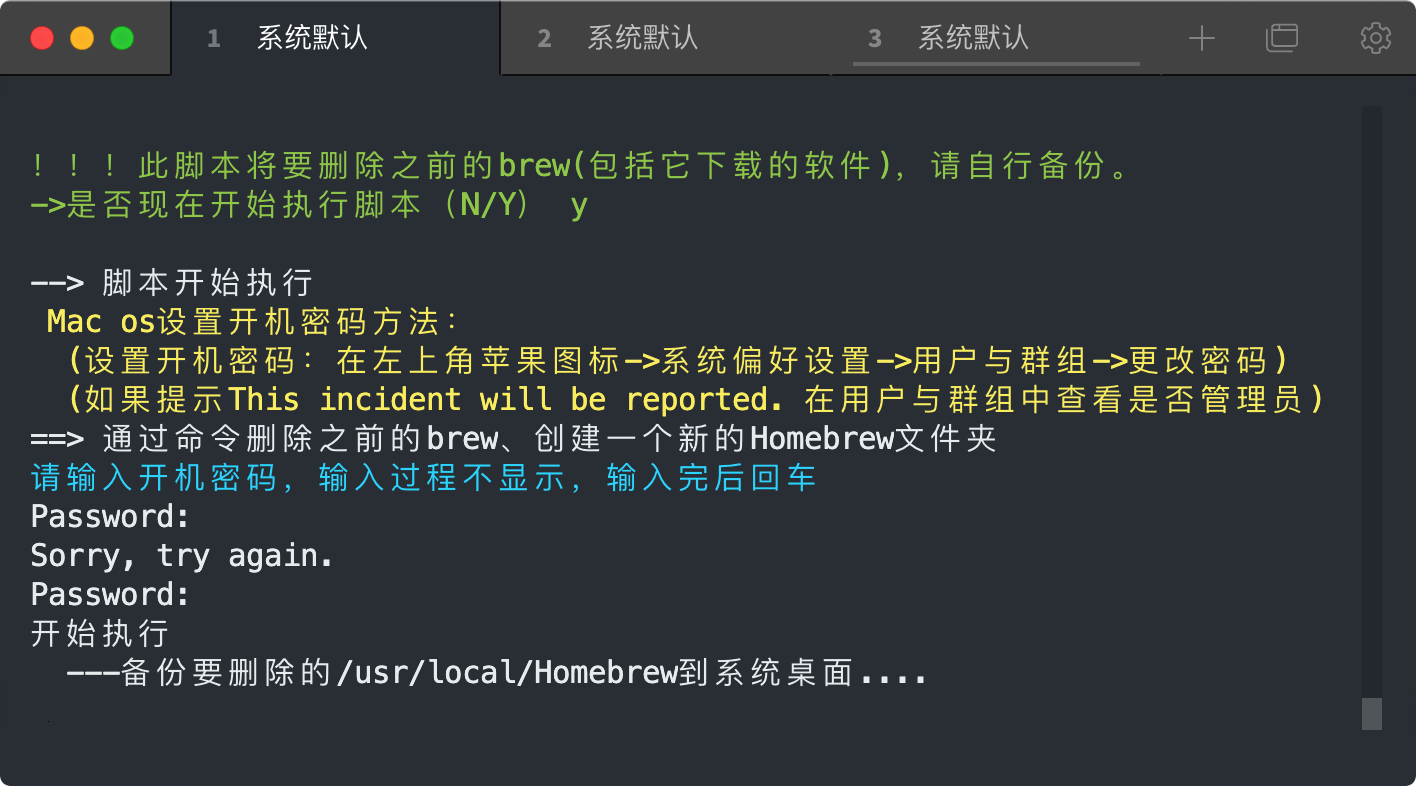 1 系统默认 2 系统默认 3 系统默认
！！！此脚本将要删除之前的brew(包括它下载的软件)，请自行备份。
->是否现在开始执行脚本（N/Y） y
--> 脚本开始执行
Mac os设置开机密码方法：
(设置开机密码：在左上角苹果图标->系统偏好设置->用户与群组->更改密码)
(如果提示This incident will be reported. 在用户与群组中查看是否管理员)
==> 通过命令删除之前的brew、创建一个新的Homebrew文件夹
请输入开机密码，输入过程不显示，输入完后回车
Password:
Sorry, try again.
Password:
开始执行
---备份要删除的/usr/local/Homebrew到系统桌面....